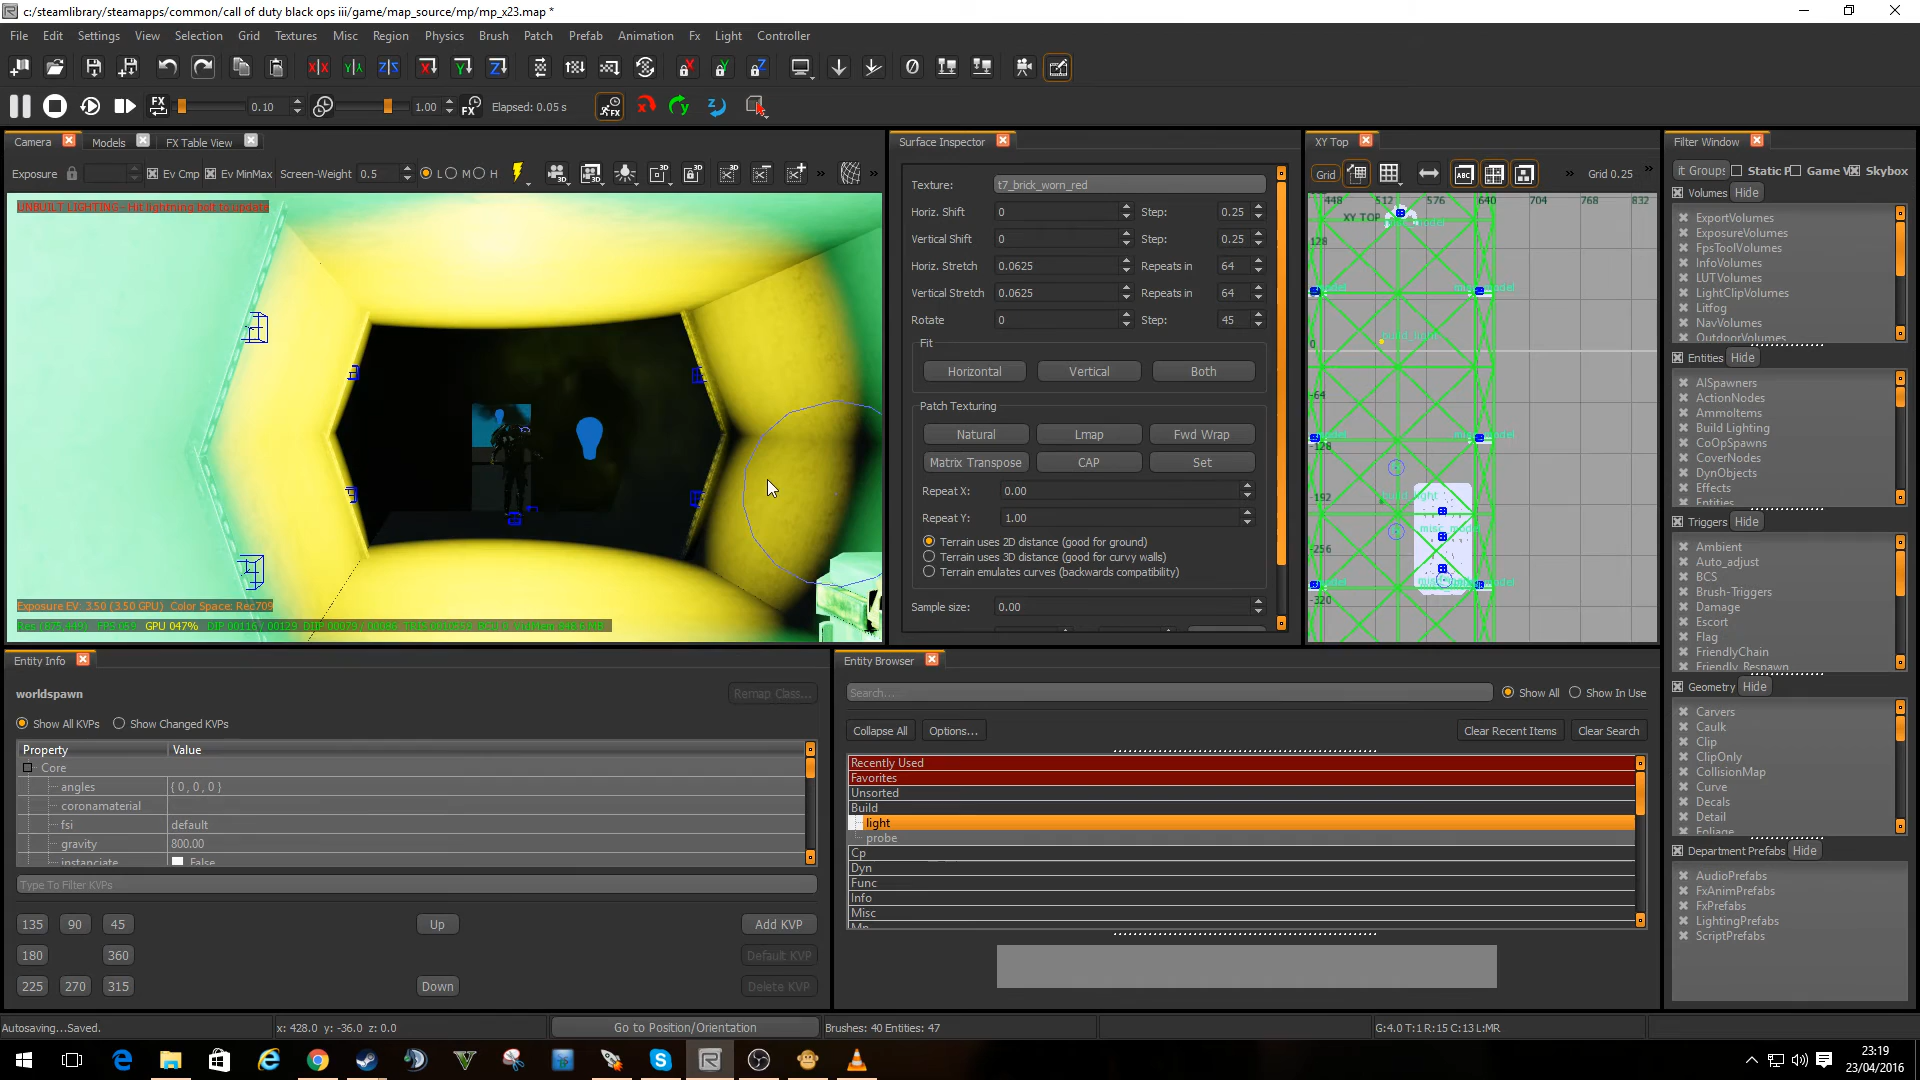 c:/steamlibrary/steamapps/common/call of duty black ops iii/game/map_source/mp/mp_x23.map *
File Edit Settings View Selection Grid Textures Misc Region Physics Brush Patch Prefab Animation Fx Light Controller
FX 0.10 1.00 FX Elapsed: 0.05 s
Camera Models FX Table View
Exposure Ev Cmp Ev MinMax Screen-Weight 0.5 L M H
UNBUILT LIGHTING - Hit lightning bolt to update
Exposure EV: 3.50 (3.50 GPU) Color Space: Rec709
GPU 047%
Surface Inspector
Texture: t7_brick_worn_red
Horiz. Shift 0 Step: 0.25
Vertical Shift 0 Step: 0.25
Horiz. Stretch 0.0625 Repeats in 64
Vertical Stretch 0.0625 Repeats in 64
Rotate 0 Step: 45
Fit
Horizontal Vertical Both
Patch Texturing
Natural Lmap Fwd Wrap
Matrix Transpose CAP Set
Repeat X: 0.00
Repeat Y: 1.00
Terrain uses 2D distance (good for ground)
Terrain uses 3D distance (good for curvy walls)
Terrain emulates curves (backwards compatibility)
Sample size: 0.00
XY Top
Grid ABC Grid 0.25
448 512 576 640 704 768 832
XY TOP
128
0
-64
-128
-192
-256
-320
Filter Window
it Groups Static P Game V Skybox
Volumes Hide
ExportVolumes
ExposureVolumes
FpsToolVolumes
InfoVolumes
LUTVolumes
LightClipVolumes
Litfog
NavVolumes
OutdoorVolumes
Entities Hide
AISpawners
ActionNodes
AmmoItems
Build Lighting
CoOpSpawns
CoverNodes
DynObjects
Effects
Entities
Triggers Hide
Ambient
Auto_adjust
BCS
Brush-Triggers
Damage
Escort
Flag
FriendlyChain
Friendly_Respawn
Geometry Hide
Carvers
Caulk
Clip
ClipOnly
CollisionMap
Curve
Decals
Detail
Foliage
Department Prefabs Hide
AudioPrefabs
FxAnimPrefabs
FxPrefabs
LightingPrefabs
ScriptPrefabs
Entity Info
worldspawn Remap Class...
Show All KVPs Show Changed KVPs
Property Value
Core
angles { 0 , 0 , 0 }
coronamaterial
fsi default
gravity 800.00
instanciate False
Type To Filter KVPs
135 90 45 Up Add KVP
180 360 Default KVP
225 270 315 Down Delete KVP
Entity Browser
Search... Show All Show In Use
Collapse All Options... Clear Recent Items Clear Search
Recently Used
Favorites
Unsorted
Build
light
probe
Cp
Dyn
Func
Info
Misc
Mp
Autosaving...Saved. x: 428.0 y: -36.0 z: 0.0 Go to Position/Orientation Brushes: 40 Entities: 47 G:4.0 T:1 R:15 C:13 L:MR
23:19
23/04/2016